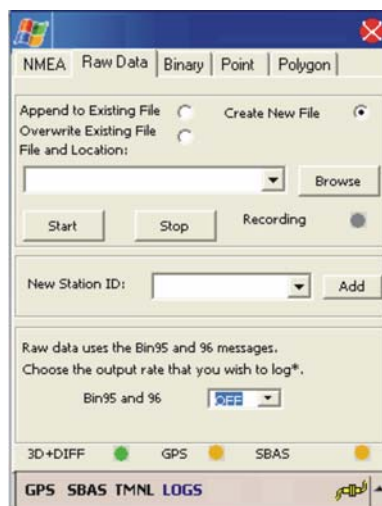 NMEA Raw Data Binary Point Polygon
Append to Existing File Create New File
Overwrite Existing File
File and Location:
Browse
Start Stop Recording
New Station ID: Add
Raw data uses the Bin95 and 96 messages.
Choose the output rate that you wish to log*.
Bin95 and 96 OFF
3D+DIFF GPS SBAS
GPS SBAS TMNL LOGS